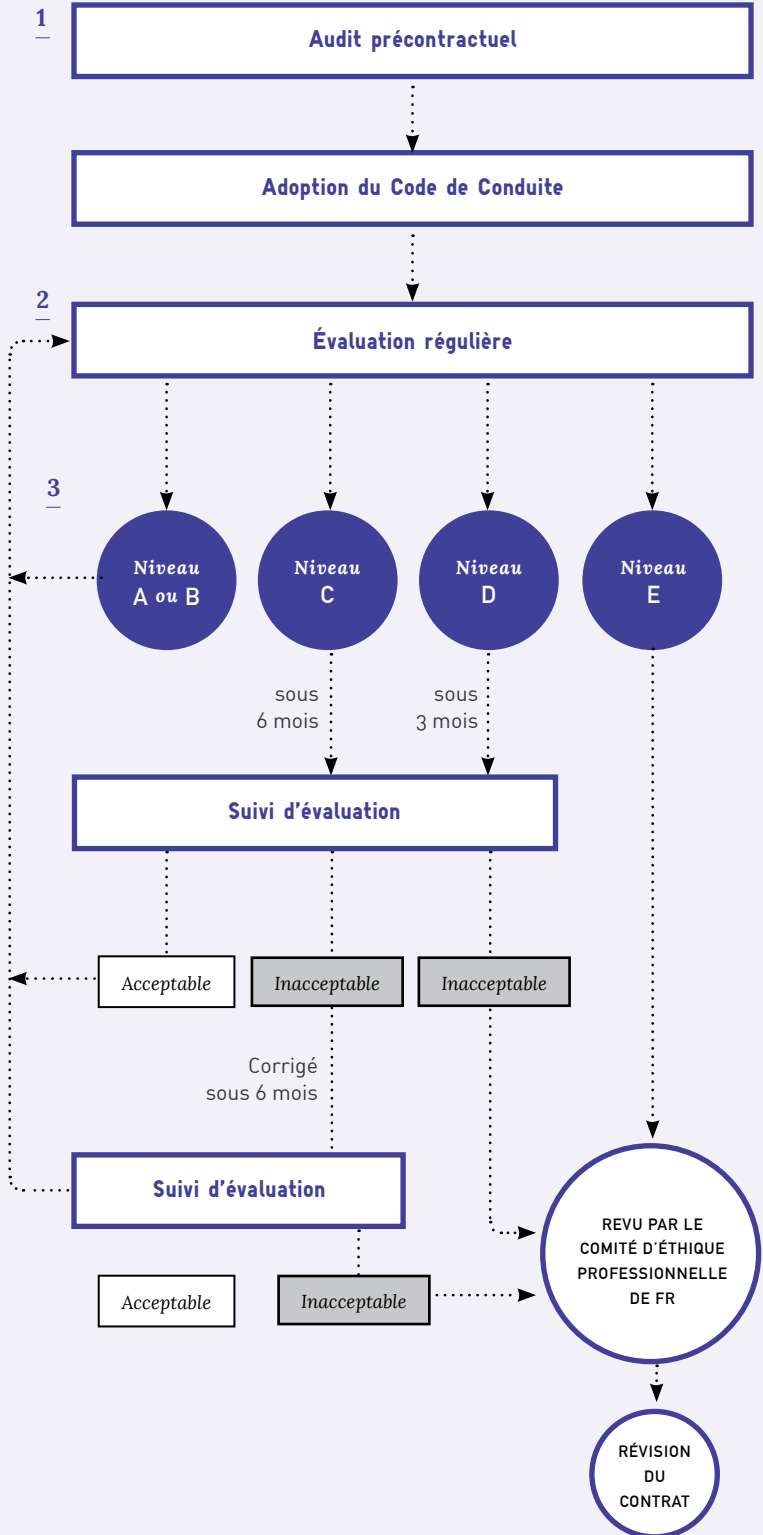 1
Audit précontractuel
Adoption du Code de Conduite
2
Évaluation régulière
3
Niveau
A ou B
Niveau
C
Niveau
D
Niveau
E
sous
6 mois
sous
3 mois
Suivi d'évaluation
Acceptable
Inacceptable
Inacceptable
Corrigé
sous 6 mois
Suivi d'évaluation
Acceptable
Inacceptable
REVU PAR LE
COMITÉ D'ÉTHIQUE
PROFESSIONNELLE
DE FR
RÉVISION
DU
CONTRAT